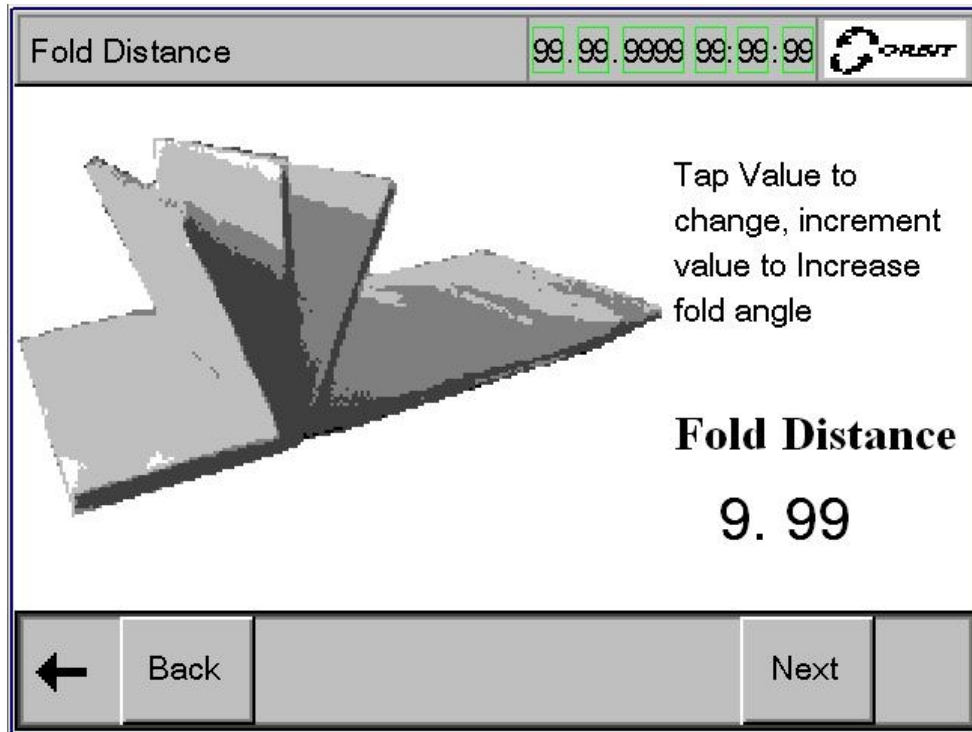 Fold Distance
99.99.9999 99:99:99
ORBIT
Tap Value to
change, increment
value to Increase
fold angle
Fold Distance
9.99
Back
Next